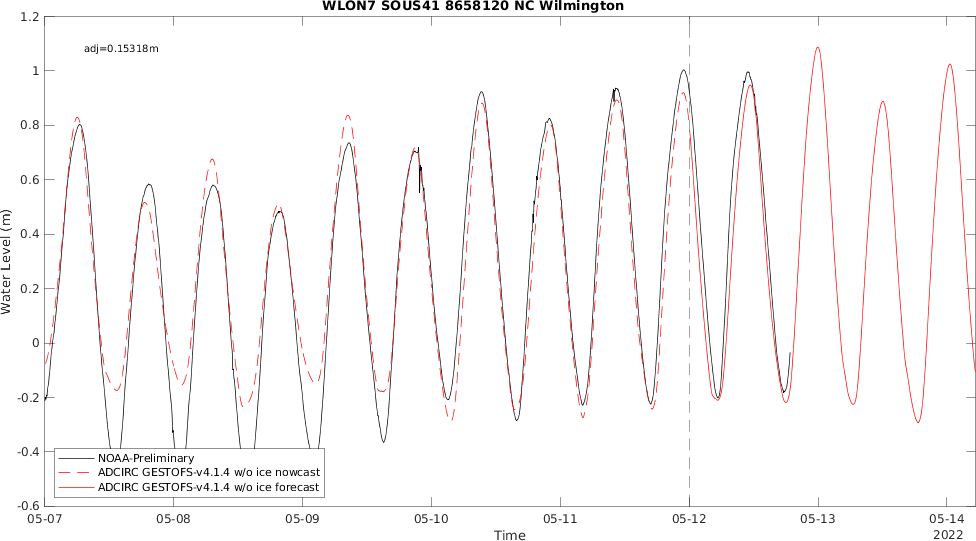 WLON7 SOUS41 8658120 NC Wilmington
adj=0.15318m
Water Level (m)
1.2
1
0.8
0.6
0.4
0.2
0
-0.2
-0.4
-0.6
NOAA-Preliminary
ADCIRC GESTOFS-v4.1.4 w/o ice nowcast
ADCIRC GESTOFS-v4.1.4 w/o ice forecast
05-07 05-08 05-09 05-10 05-11 05-12 05-13 05-14
Time
2022